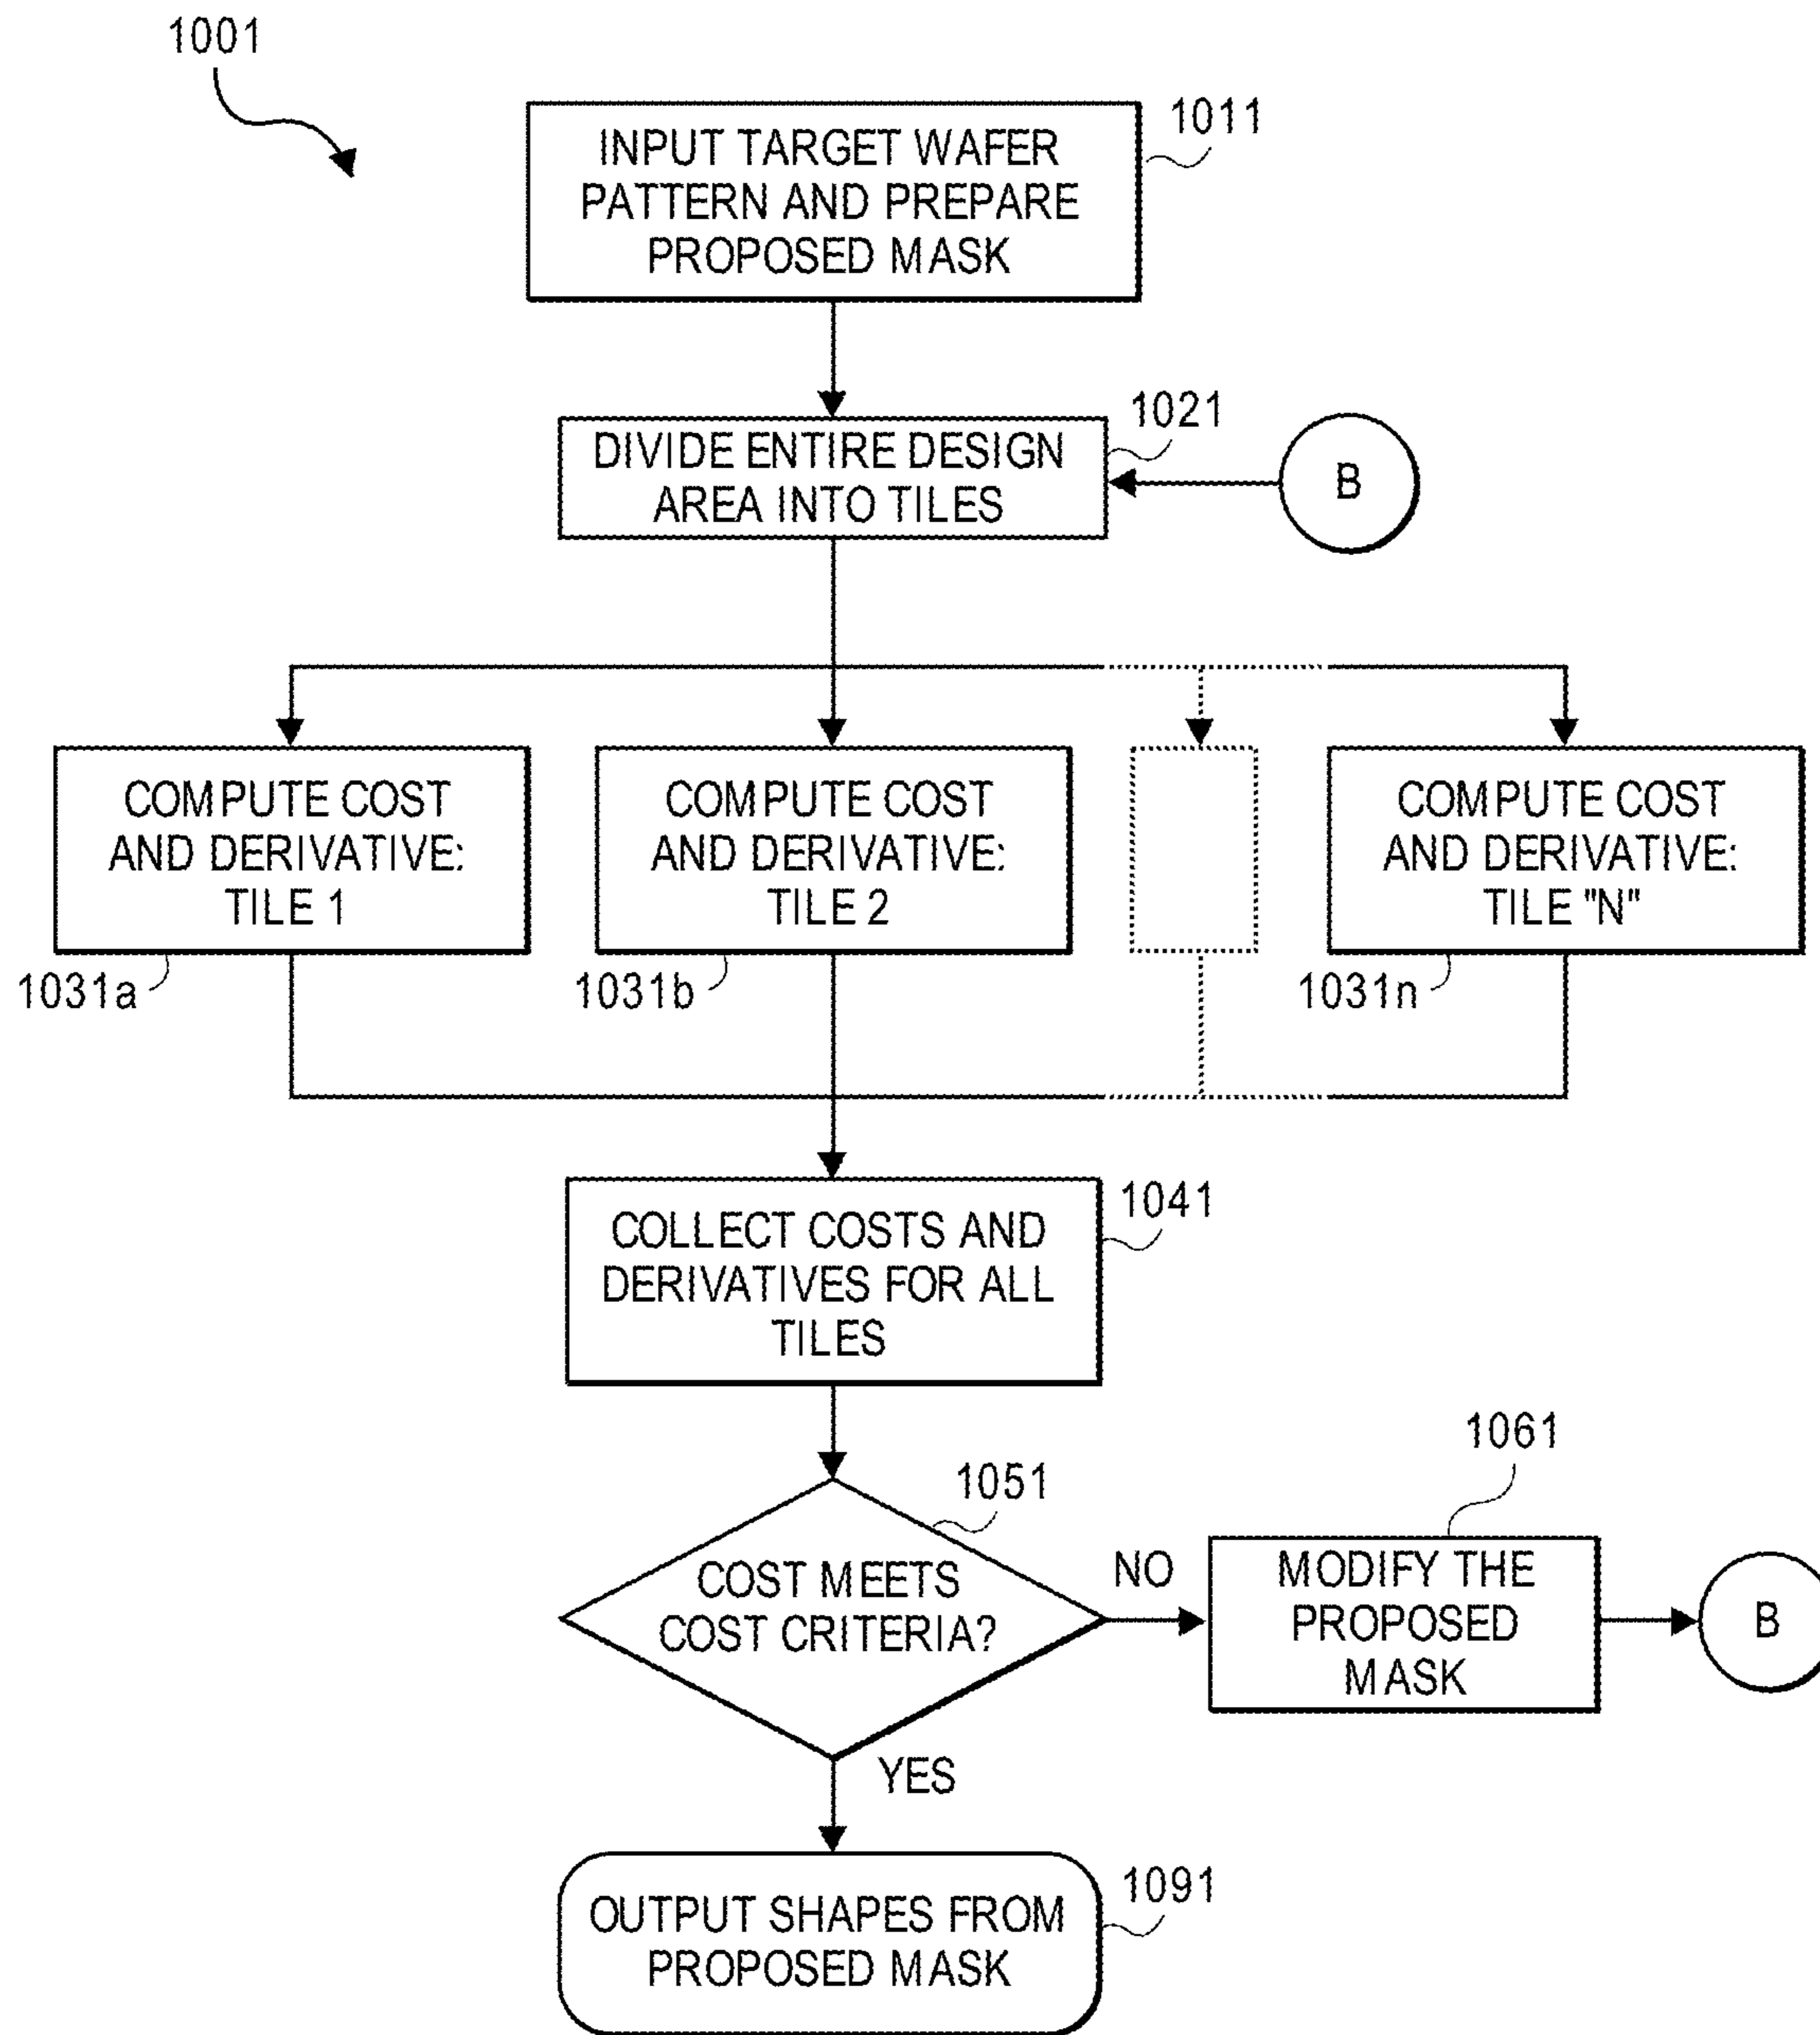 1001
1011
INPUT TARGET WAFER
PATTERN AND PREPARE
PROPOSED MASK
1021
DIVIDE ENTIRE DESIGN
AREA INTO TILES
B
COMPUTE COST
AND DERIVATIVE:
TILE 1
1031a
COMPUTE COST
AND DERIVATIVE:
TILE 2
1031b
COMPUTE COST
AND DERIVATIVE:
TILE "N"
1031n
1041
COLLECT COSTS AND
DERIVATIVES FOR ALL
TILES
1051
COST MEETS
COST CRITERIA?
NO
1061
MODIFY THE
PROPOSED
MASK
B
YES
1091
OUTPUT SHAPES FROM
PROPOSED MASK